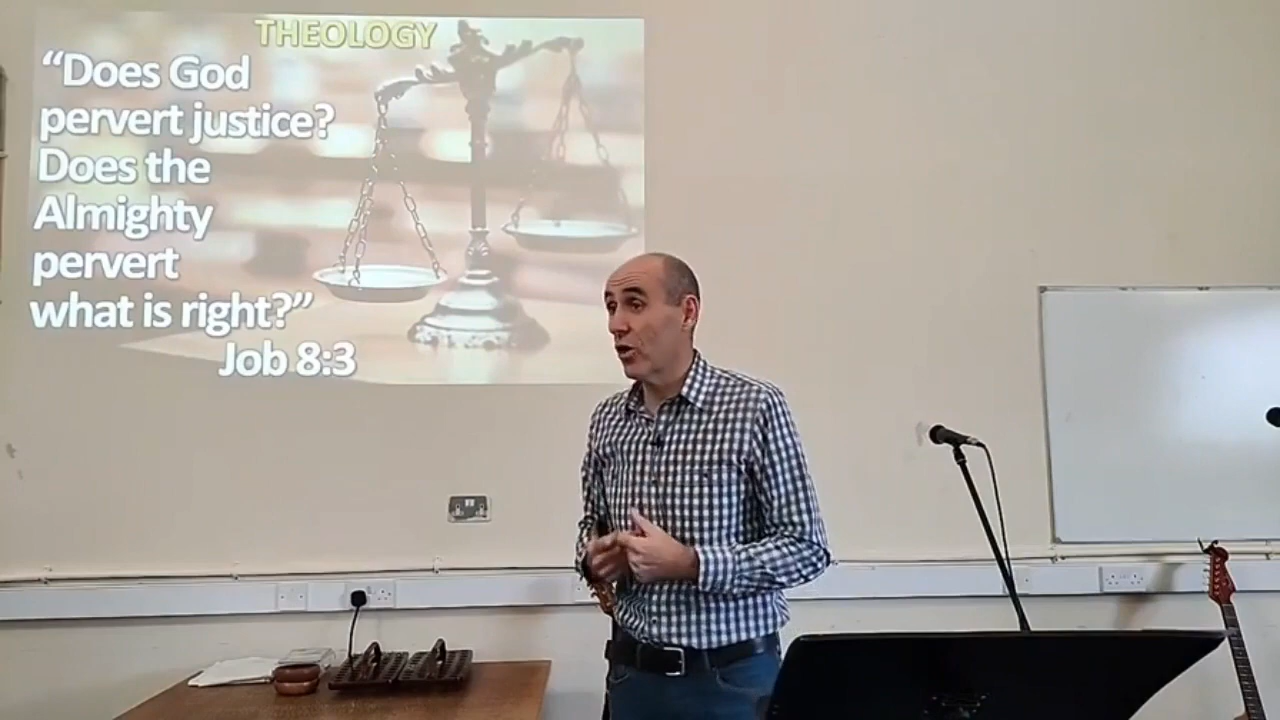 THEOLOGY
“Does God
pervert justice?
Does the
Almighty
pervert
what is right?”
Job 8:3